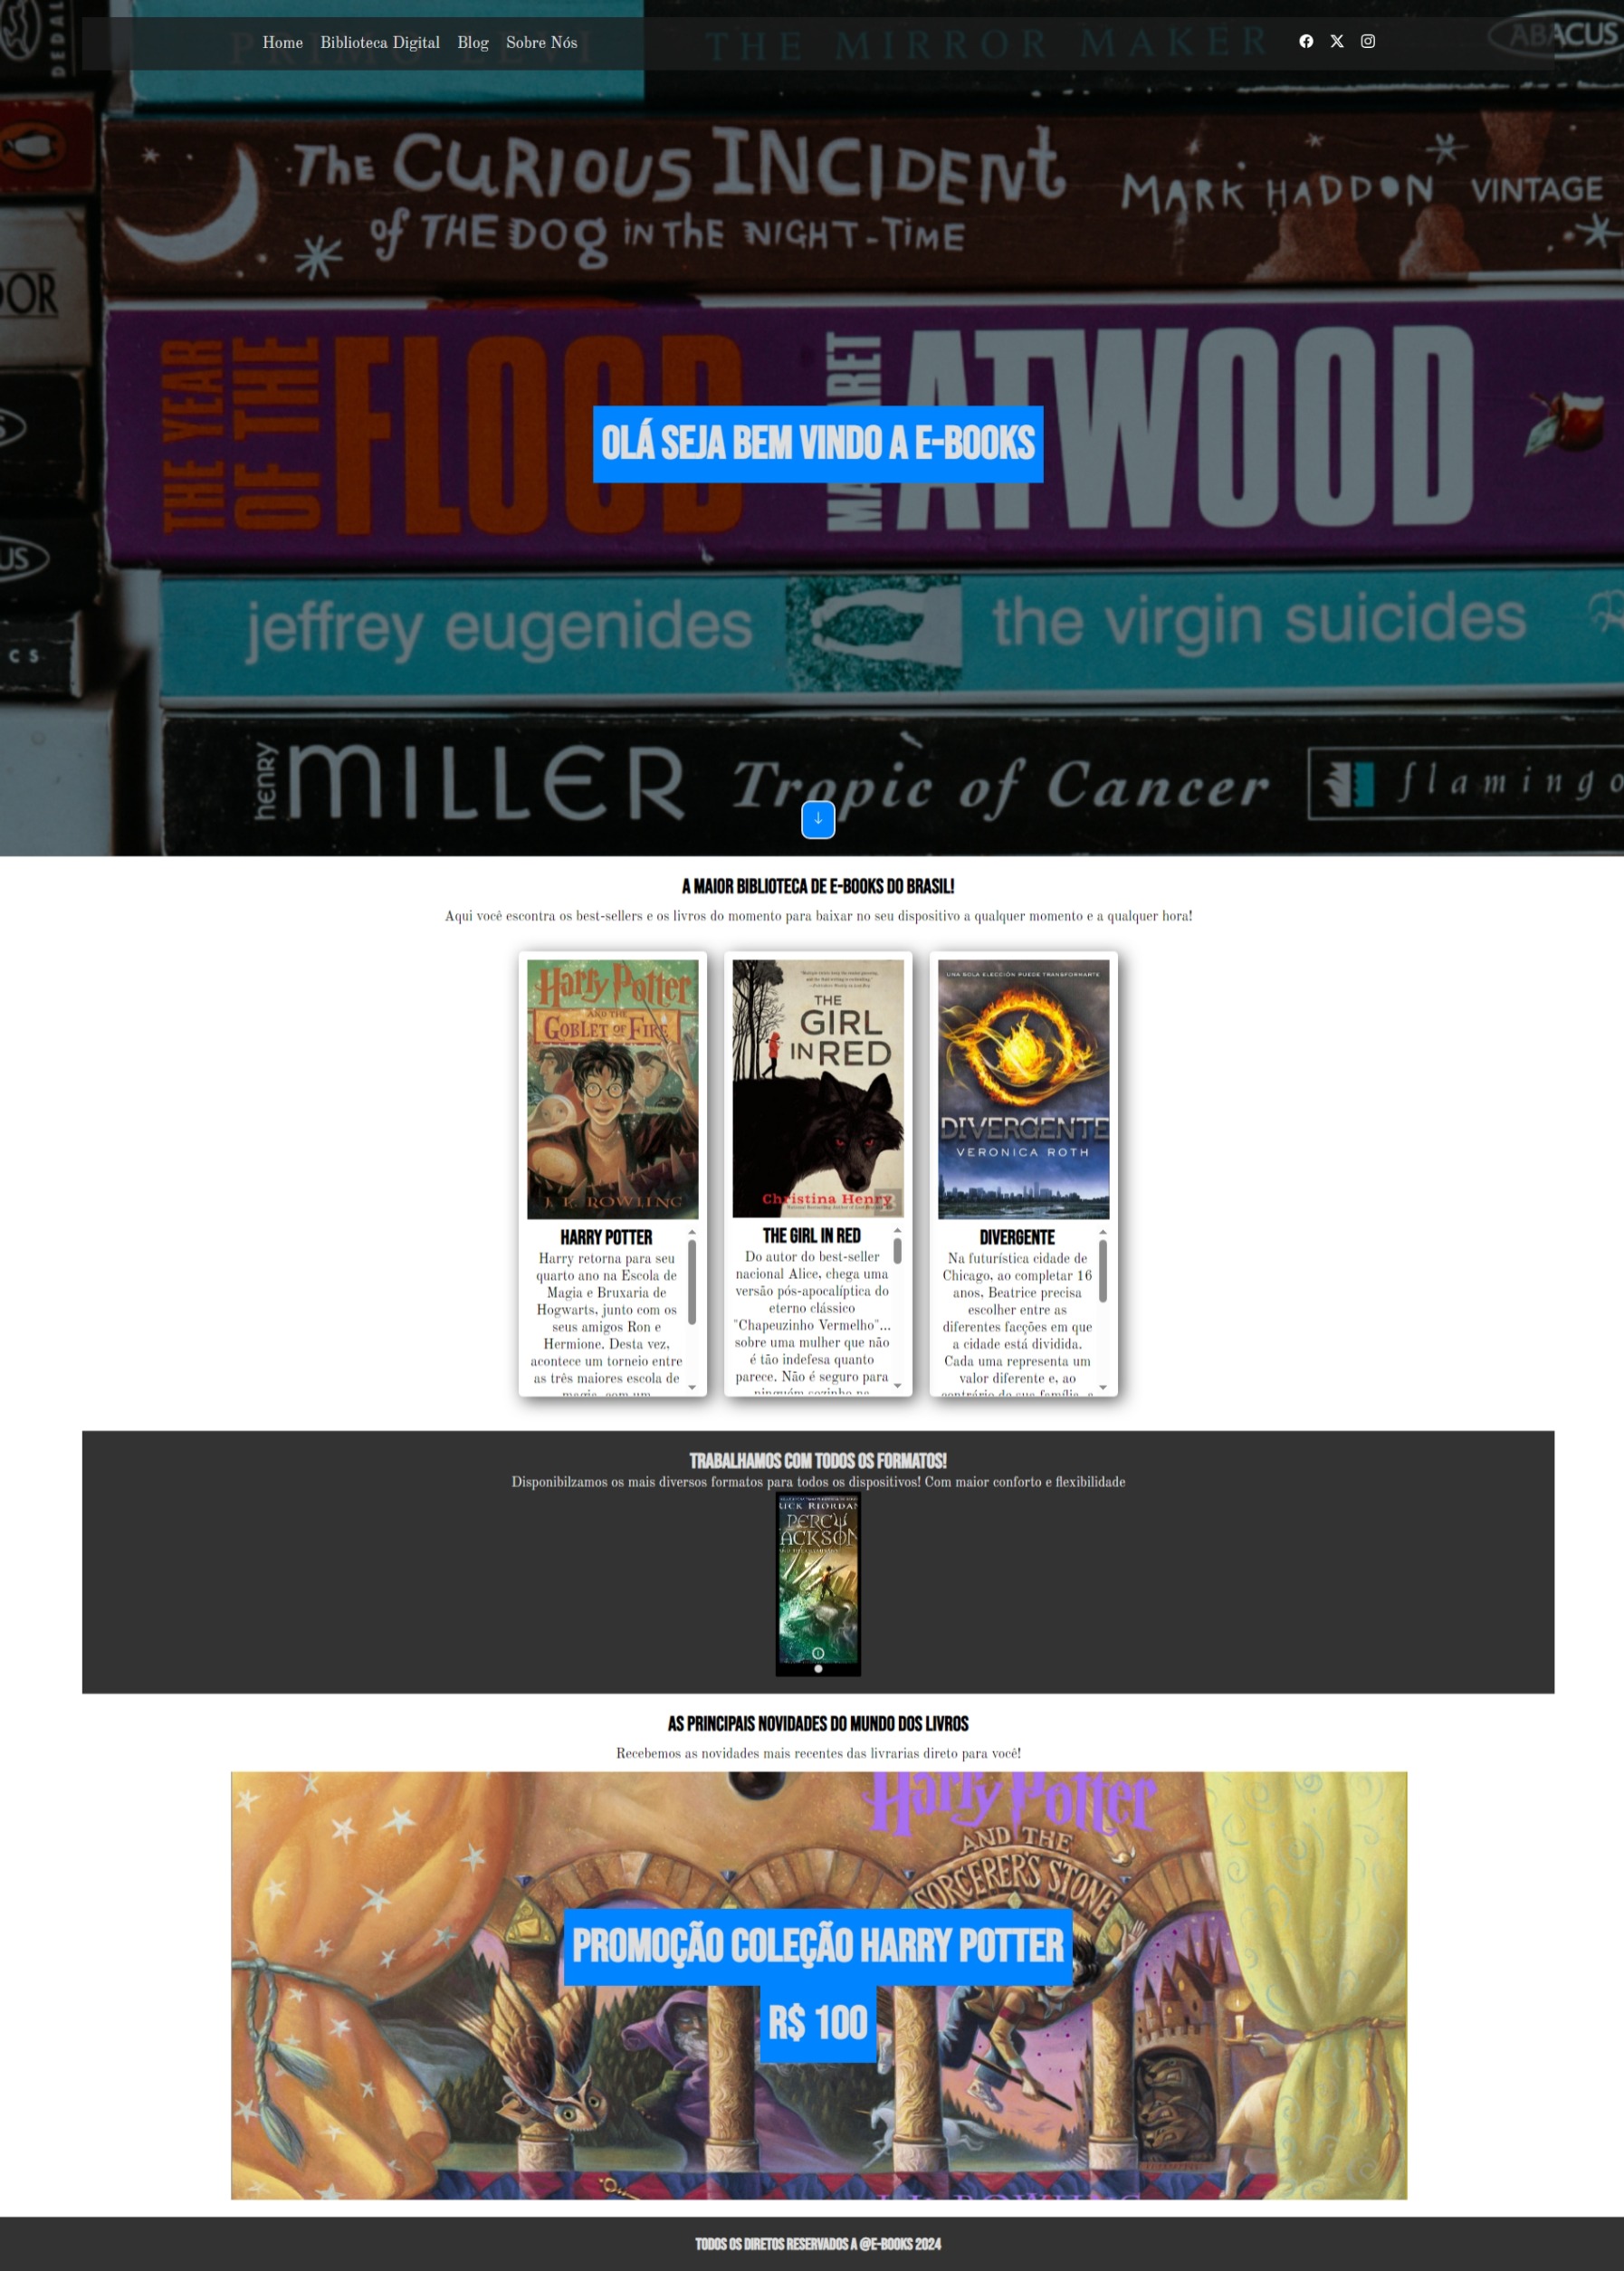 Home Biblioteca Digital Blog Sobre Nós
DEDAL
THE MIRROR MAKER
ABACUS
THE CURIOUS INCIDENT
of THE DOG IN THE NIGHT-TIME
MARK HADDON VINTAGE
THE YEAR
OF THE
FLOOD
ATWOOD
OLÁ SEJA BEM VINDO A E-BOOKS
jeffrey eugenides the virgin suicides
henry
MILLER Tropic of Cancer flamingo
A MAIOR BIBLIOTECA DE E-BOOKS DO BRASIL!
Aqui você escontra os best-sellers e os livros do momento para baixar no seu dispositivo a qualquer momento e a qualquer hora!
Harry Potter
AND THE
GOBLET OF FIRE
J. K. ROWLING
HARRY POTTER
Harry retorna para seu
quarto ano na Escola de
Magia e Bruxaria de
Hogwarts, junto com os
seus amigos Ron e
Hermione. Desta vez,
acontece um torneio entre
as três maiores escola de
magia, com um
THE
GIRL
IN RED
Christina Henry
THE GIRL IN RED
Do autor do best-seller
nacional Alice, chega uma
versão pós-apocalíptica do
eterno clássico
"Chapeuzinho Vermelho"...
sobre uma mulher que não
é tão indefesa quanto
parece. Não é seguro para
ninguém sozinho na
UNA SOLA ELECCIÓN PUEDE TRANSFORMARTE
DIVERGENTE
VERONICA ROTH
DIVERGENTE
Na futurística cidade de
Chicago, ao completar 16
anos, Beatrice precisa
escolher entre as
diferentes facções em que
a cidade está dividida.
Cada uma representa um
valor diferente e, ao
contrário de sua família, a
TRABALHAMOS COM TODOS OS FORMATOS!
Disponibilzamos os mais diversos formatos para todos os dispositivos! Com maior conforto e flexibilidade
RICK RIORDAN
PERCY
JACKSON
AS PRINCIPAIS NOVIDADES DO MUNDO DOS LIVROS
Recebemos as novidades mais recentes das livrarias direto para você!
Harry Potter
AND THE
SORCERER'S STONE
PROMOÇÃO COLEÇÃO HARRY POTTER
R$ 100
TODOS OS DIRETOS RESERVADOS A @E-BOOKS 2024